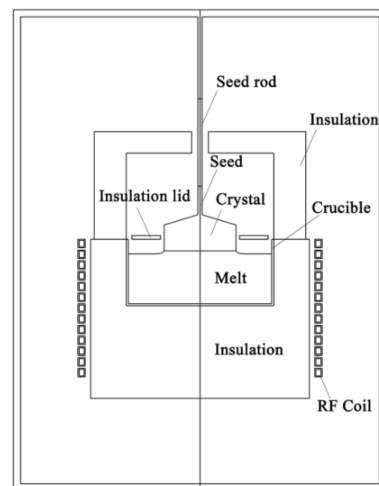 Seed rod
Insulation
Seed
Insulation lid
Crystal
Crucible
Melt
Insulation
RF Coil